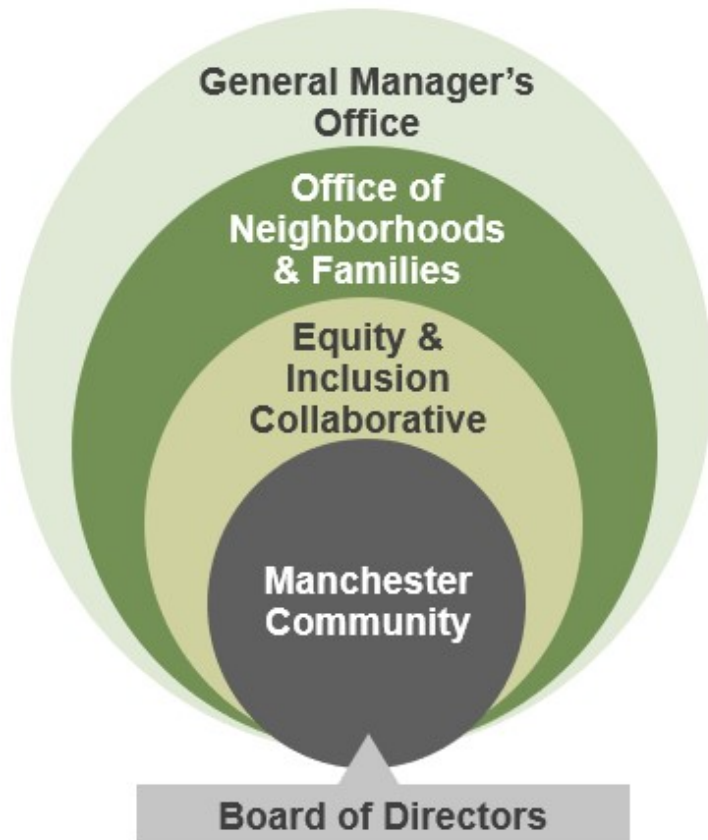 General Manager’s
Office
Office of
Neighborhoods
& Families
Equity &
Inclusion
Collaborative
Manchester
Community
Board of Directors